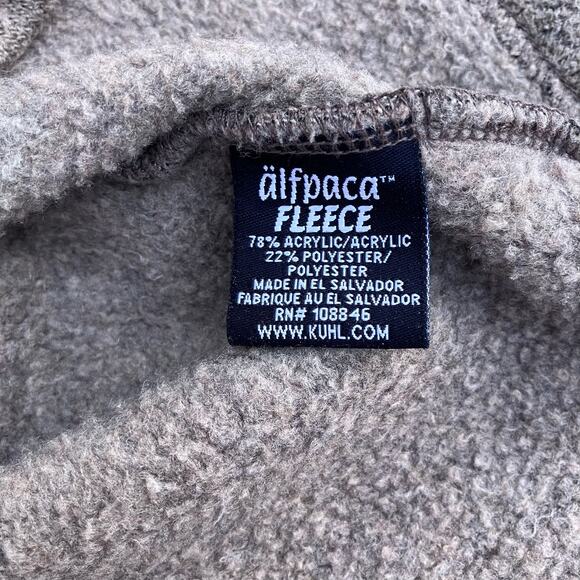 älfpaca™
FLEECE
78% ACRYLIC/ACRYLIC
22% POLYESTER/
POLYESTER
MADE IN EL SALVADOR
FABRIQUE AU EL SALVADOR
RN# 108846
WWW.KUHL.COM